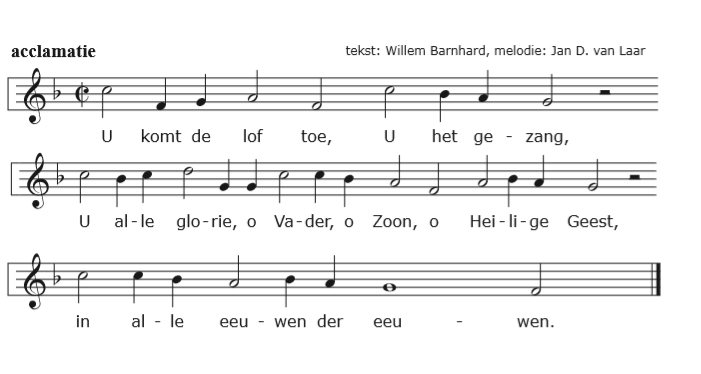 acclamatie
tekst: Willem Barnhard, melodie: Jan D. van Laar
U komt de lof toe, U het ge - zang,
U al - le glo - rie, o Va - der, o Zoon, o Hei - li - ge Geest,
in al - le eeu - wen der eeu - wen.